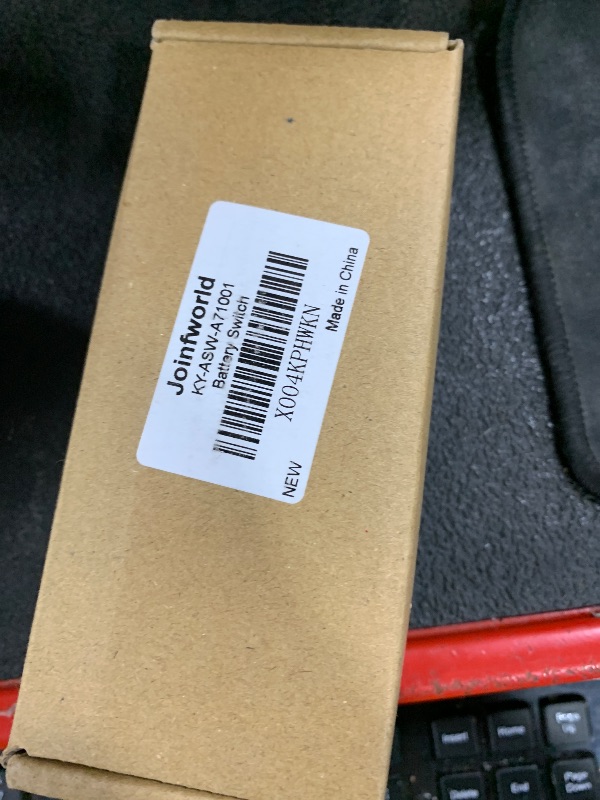 Joinfworld
KY-ASW-A71001
Battery Switch
X004KPHWKN
NEW
Made in China
Insert
Home
Page Up
Delete
End
Page Down